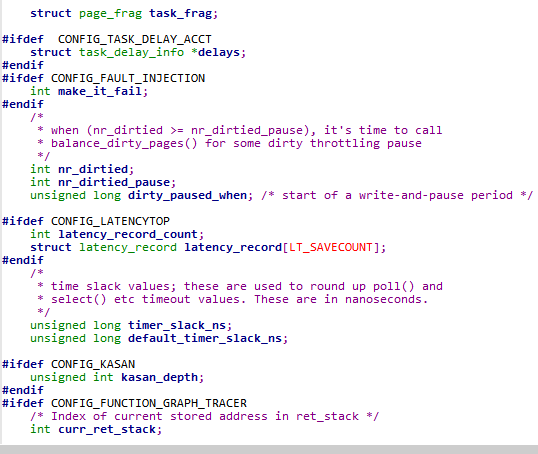 struct page_frag task_frag;
#ifdef  CONFIG_TASK_DELAY_ACCT
struct task_delay_info *delays;
#endif
#ifdef CONFIG_FAULT_INJECTION
int make_it_fail;
#endif
/*
* when (nr_dirtied >= nr_dirtied_pause), it's time to call
* balance_dirty_pages() for some dirty throttling pause
*/
int nr_dirtied;
int nr_dirtied_pause;
unsigned long dirty_paused_when; /* start of a write-and-pause period */
#ifdef CONFIG_LATENCYTOP
int latency_record_count;
struct latency_record latency_record[LT_SAVECOUNT];
#endif
/*
* time slack values; these are used to round up poll() and
* select() etc timeout values. These are in nanoseconds.
*/
unsigned long timer_slack_ns;
unsigned long default_timer_slack_ns;
#ifdef CONFIG_KASAN
unsigned int kasan_depth;
#endif
#ifdef CONFIG_FUNCTION_GRAPH_TRACER
/* Index of current stored address in ret_stack */
int curr_ret_stack;